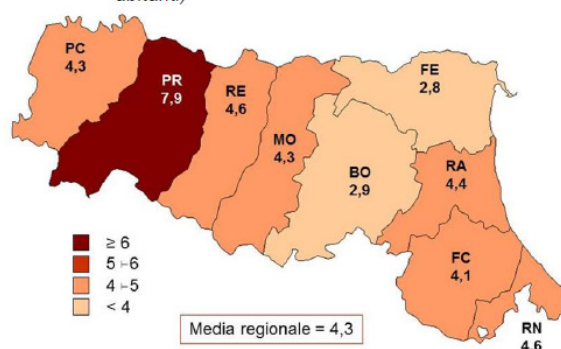 abitanti)
PC
4,3
PR
7,9
RE
4,6
MO
4,3
FE
2,8
BO
2,9
RA
4,4
FC
4,1
RN
4,6
≥ 6
5 ⊢6
4 ⊢5
< 4
Media regionale = 4,3